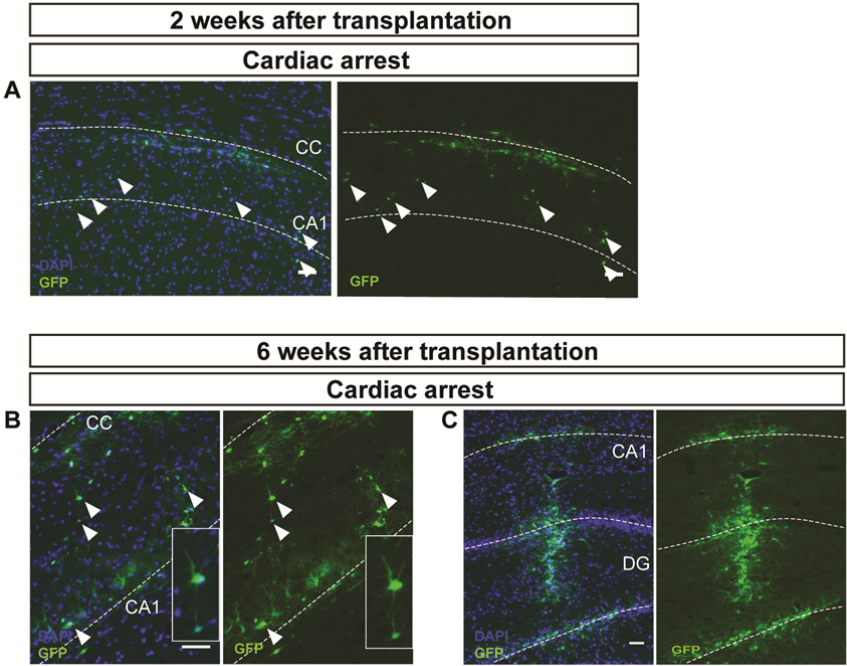 2 weeks after transplantation
Cardiac arrest
A
CC
CA1
DAPI
GFP
GFP
6 weeks after transplantation
Cardiac arrest
B
CC
CA1
DAPI
GFP
GFP
C
CA1
DG
DAPI
GFP
GFP